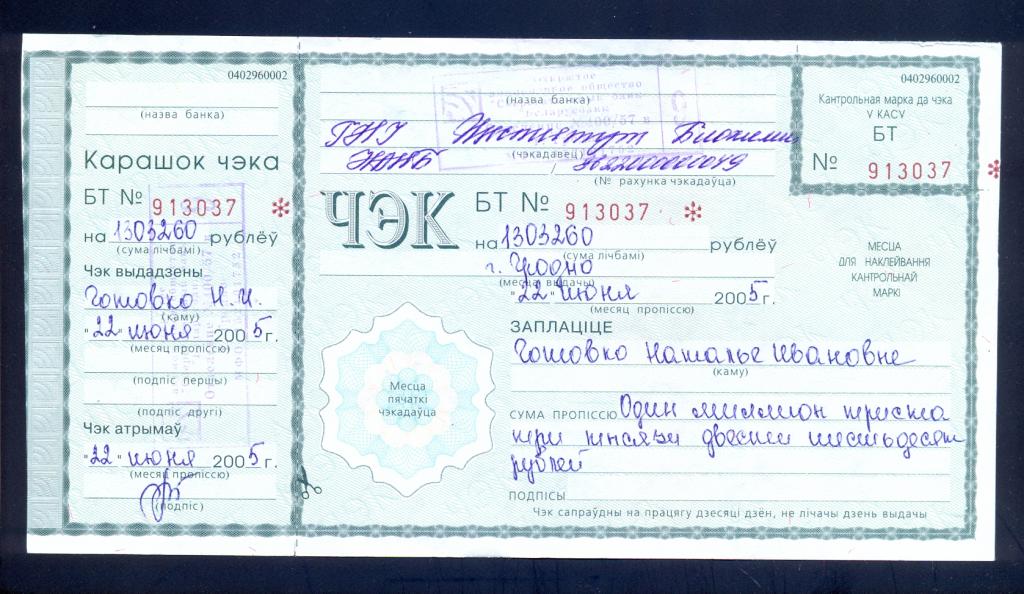 0402960002
(назва банка)
Карашок чэка
БТ № 913037 *
на 1303260 рублёў
(сума лічбамі)
Чэк выдадзены
Готовко Н.И.
(каму)
"22" июня 2005 г.
(месяц пропіссю)
(подпіс першы)
(подпіс другі)
Чэк атрымаў
"22" июня 2005 г.
(месяц пропіссю)
(подпіс)
(назва банка)
ГНУ Институт Биохимии
(чэкадавец)
НАНБ /
(№ рахунка чэкадаўца)
ЧЭК БТ № 913037 *
на 1303260 рублёў
(сума лічбамі)
г. Гродно
(месца выдачы)
"22" июня 2005 г.
(месяц пропіссю)
ЗАПЛАЦІЦЕ
Готовко Наталье Ивановне
(каму)
Месца
пячаткі
чэкадаўца
СУМА ПРОПІССЮ Один миллион триста
три тысячи двести шестьдесят
рублей
ПОДПІСЫ
Чэк сапраўдны на працягу дзесяці дзён, не лічачы дзень выдачы
0402960002
Кантрольная марка да чэка
У КАСУ
БТ
№ 913037 *
МЕСЦА
ДЛЯ НАКЛЕЙВАННЯ
КАНТРОЛЬНАЙ
МАРКІ